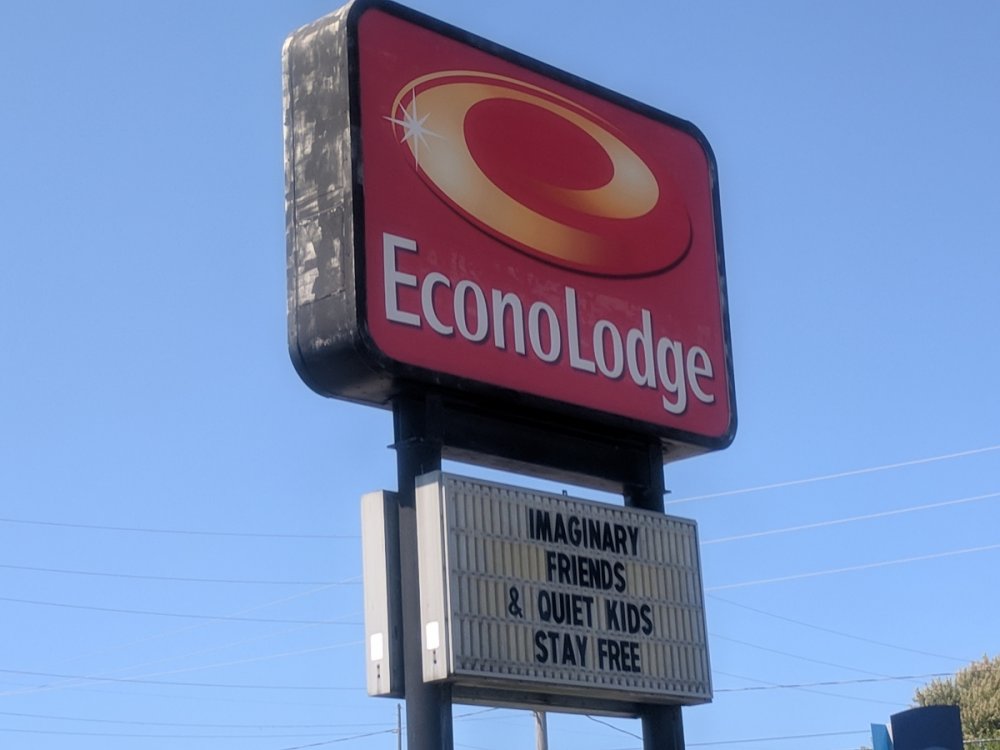 EconoLodge
IMAGINARY
FRIENDS
& QUIET KIDS
STAY FREE